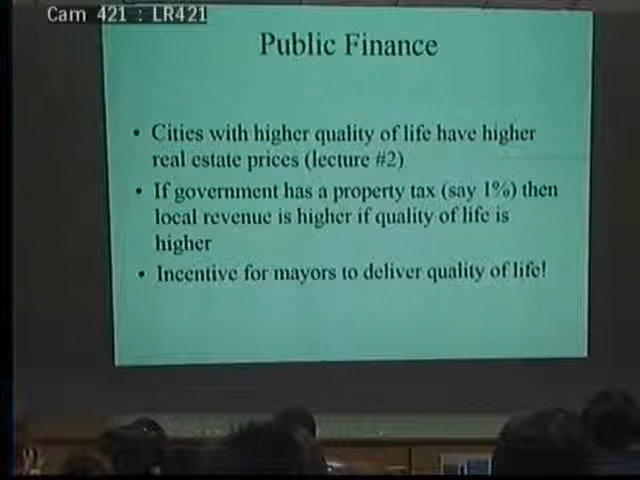 Cam 421 : LR421
Public Finance
• Cities with higher quality of life have higher
real estate prices (lecture #2)
• If government has a property tax (say 1%) then
local revenue is higher if quality of life is
higher
• Incentive for mayors to deliver quality of life!